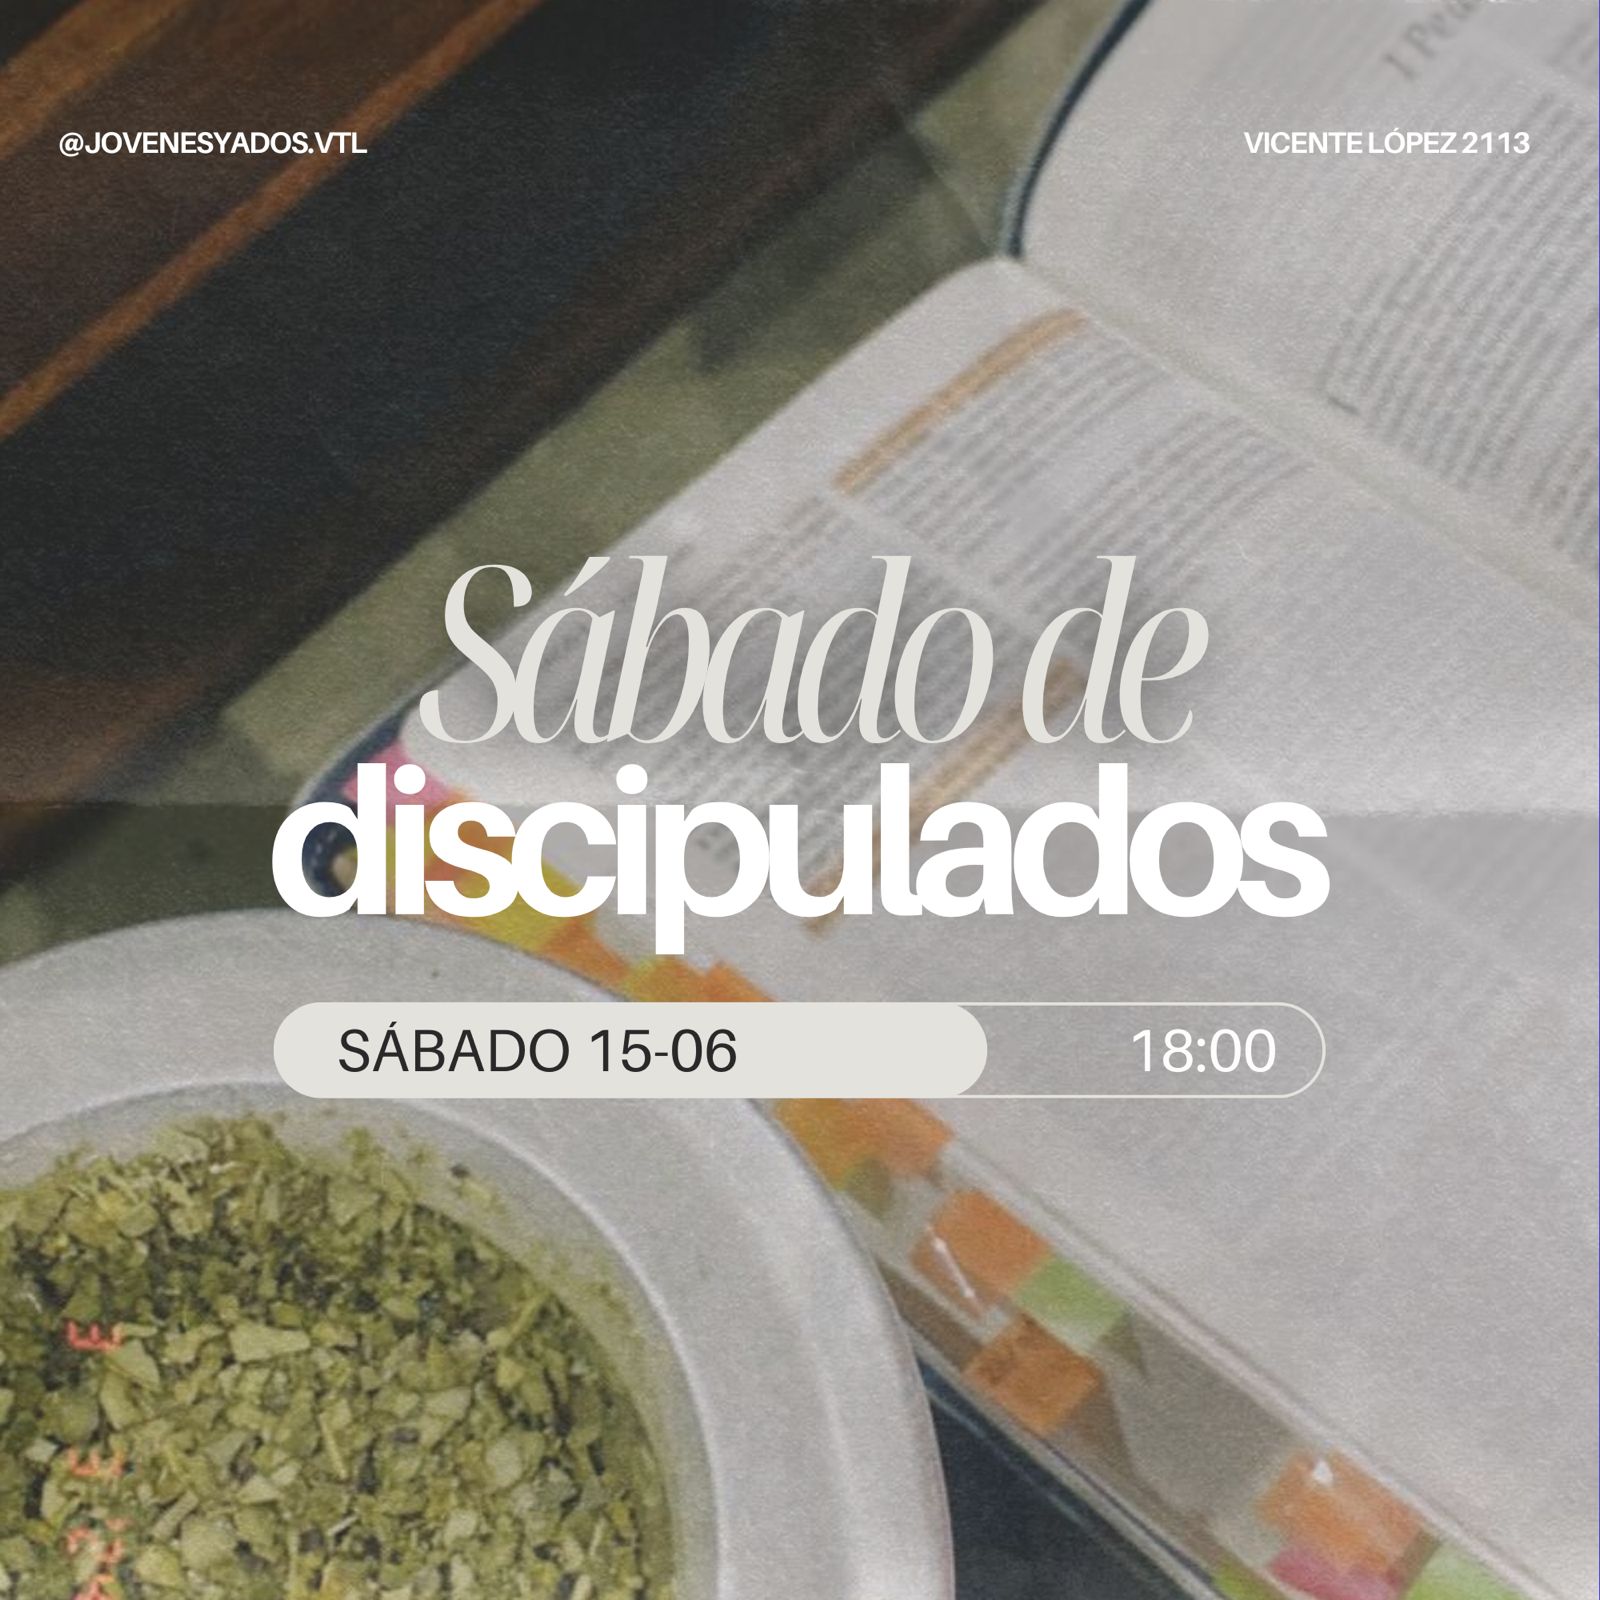 @JOVENESYADOS.VTL
VICENTE LÓPEZ 2113
Sábado de
discipulados
SÁBADO 15-06
18:00